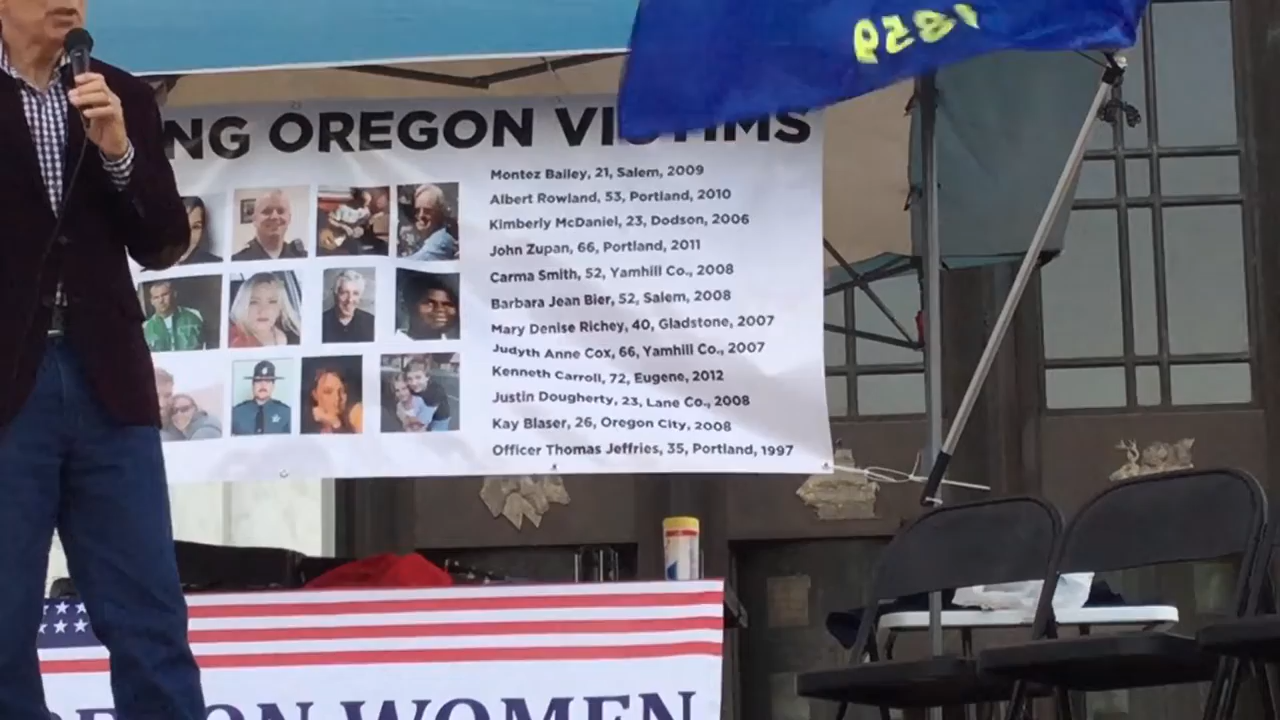 1859
NG OREGON VICTIMS
Montez Bailey, 21, Salem, 2009
Albert Rowland, 53, Portland, 2010
Kimberly McDaniel, 23, Dodson, 2006
John Zupan, 66, Portland, 2011
Carma Smith, 52, Yamhill Co., 2008
Barbara Jean Bier, 52, Salem, 2008
Mary Denise Richey, 40, Gladstone, 2007
Judyth Anne Cox, 66, Yamhill Co., 2007
Kenneth Carroll, 72, Eugene, 2012
Justin Dougherty, 23, Lane Co., 2008
Kay Blaser, 26, Oregon City, 2008
Officer Thomas Jeffries, 35, Portland, 1997
OREGON WOMEN